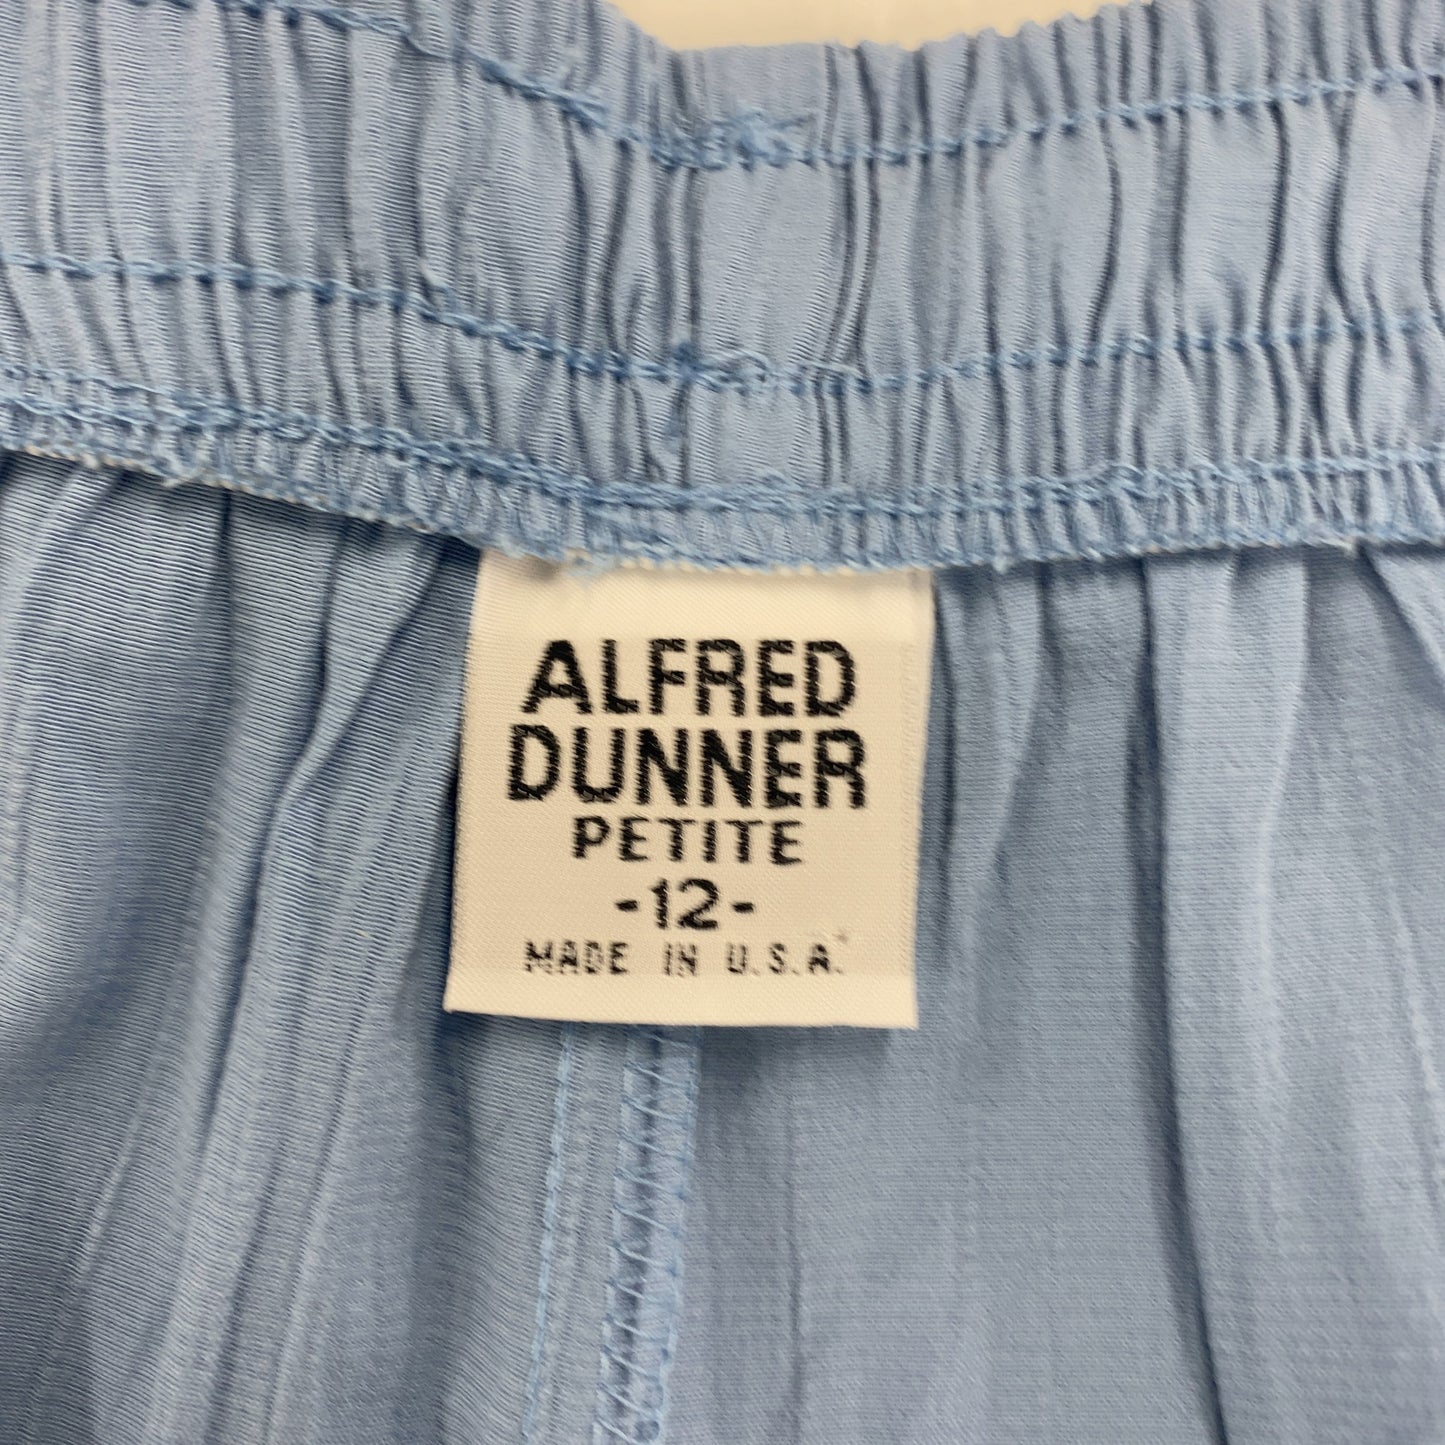 ALFRED
DUNNER
PETITE
-12-
MADE IN U.S.A.